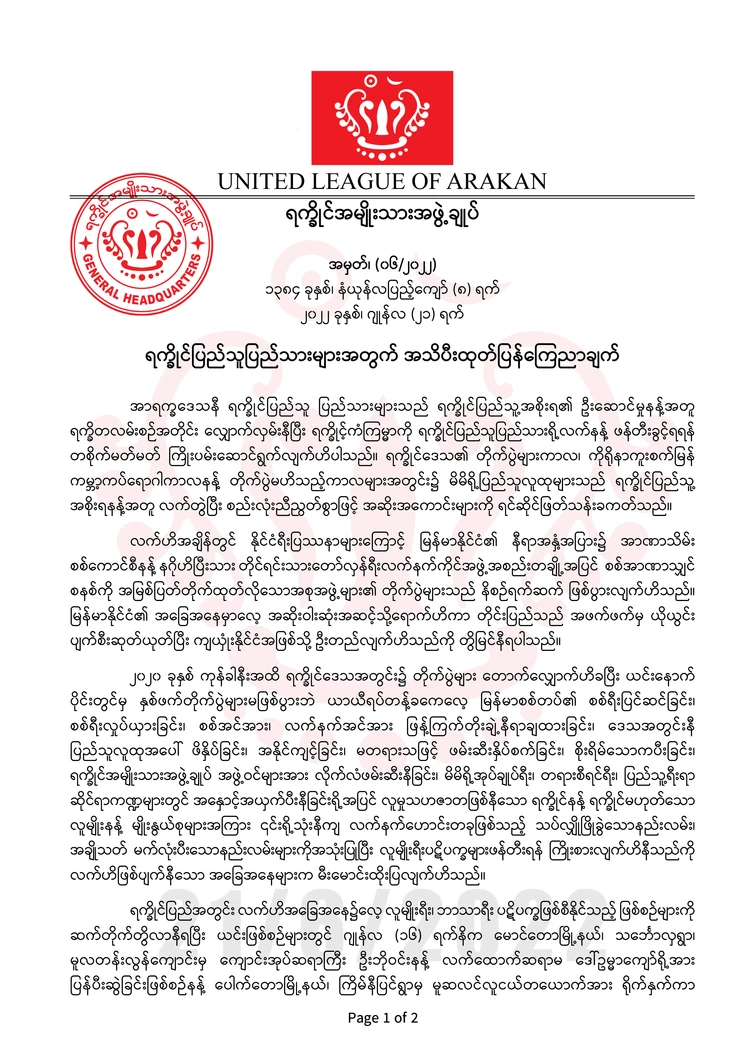 UNITED LEAGUE OF ARAKAN
ရက္ခိုင်အမျိုးသားအဖွဲ့ချုပ်
ရက္ခိုင်အမျိုးသားအဖွဲ့ချုပ်
GENERAL HEADQUARTERS
အမှတ်၊ (၀၆/၂၀၂၂)
၁၃၈၄ ခုနှစ်၊ နံယုန်လပြည့်ကျော် (၈) ရက်
၂၀၂၂ ခုနှစ်၊ ဂျုန်လ (၂၁) ရက်
ရက္ခိုင်ပြည်သူပြည်သားများအတွက် အသိပီးထုတ်ပြန်ကြေညာချက်
အာရက္ခဒေသနီ ရက္ခိုင်ပြည်သူ ပြည်သားများသည် ရက္ခိုင်ပြည်သူ့အစိုးရ၏ ဦးဆောင်မှုနန့်အတူ
ရက္ခိတလမ်းစဉ်အတိုင်း လျှောက်လှမ်းနီပြီး ရက္ခိုင့်ကံကြမ္မာကို ရက္ခိုင်ပြည်သူပြည်သားရို့လက်နန့် ဖန်တီးခွင့်ရရန်
တစိုက်မတ်မတ် ကြိုးပမ်းဆောင်ရွက်လျက်ဟိပါသည်။ ရက္ခိုင်ဒေသ၏ တိုက်ပွဲများကာလ၊ ကိုရိုနာကူးစက်မြန်
ကမ္ဘာ့ကပ်ရောဂါကာလနန့် တိုက်ပွဲမဟိသည့်ကာလများအတွင်း၌ မိမိရို့ပြည်သူလူထုများသည် ရက္ခိုင်ပြည်သူ့
အစိုးရနန့်အတူ လက်တွဲပြီး စည်းလုံးညီညွတ်စွာဖြင့် အဆိုးအကောင်းများကို ရင်ဆိုင်ဖြတ်သန်းခကတ်သည်။
လက်ဟိအချိန်တွင် နိုင်ငံရီးပြဿနာများကြောင့် မြန်မာနိုင်ငံ၏ နီရာအနှံ့အပြား၌ အာဏာသိမ်း
စစ်ကောင်စီနန့် နဂိုဟိပြီးသား တိုင်ရင်းသားတော်လှန်ရီးလက်နက်ကိုင်အဖွဲ့အစည်းတချို့အပြင် စစ်အာဏာသျှင်
စနစ်ကို အမြစ်ပြတ်တိုက်ထုတ်လိုသောအစုအဖွဲ့များ၏ တိုက်ပွဲများသည် နိစဉ်ရက်ဆက် ဖြစ်ပွားလျက်ဟိသည်။
မြန်မာနိုင်ငံ၏ အခြေအနေမှာလေ့ အဆိုးဝါးဆုံးအဆင့်သို့ရောက်ဟိကာ တိုင်းပြည်သည် အဖက်ဖက်မှ ယိုယွင်း
ပျက်စီးဆုတ်ယုတ်ပြီး ကျယှုံးနိုင်ငံအဖြစ်သို့ ဦးတည်လျက်ဟိသည်ကို တွိမြင်နီရပါသည်။
၂၀၂၀ ခုနှစ် ကုန်ခါနီးအထိ ရက္ခိုင်ဒေသအတွင်း၌ တိုက်ပွဲများ တောက်လျှောက်ဟိခပြီး ယင်းနောက်
ပိုင်းတွင်မှ နှစ်ဖက်တိုက်ပွဲများမဖြစ်ပွားဘဲ ယာယီရပ်တန့်ခကေလေ့ မြန်မာစစ်တပ်၏ စစ်ရီးပြင်ဆင်ခြင်း၊
စစ်ရီးလှုပ်ယှားခြင်း၊ စစ်အင်အား၊ လက်နက်အင်အား ဖြန့်ကြက်တိုးချဲ့နီရာချထားခြင်း၊ ဒေသအတွင်းနီ
ပြည်သူလူထုအပေါ် ဖိနှိပ်ခြင်း၊ အနိုင်ကျင့်ခြင်း၊ မတရားသဖြင့် ဖမ်းဆီးနှိပ်စက်ခြင်း၊ စိုးရိမ်သောကပီးခြင်း၊
ရက္ခိုင်အမျိုးသားအဖွဲ့ချုပ် အဖွဲ့ဝင်များအား လိုက်လံဖမ်းဆီးနီခြင်း၊ မိမိရို့အုပ်ချုပ်ရီး၊ တရားစီရင်ရီး၊ ပြည်သူ့ရီးရာ
ဆိုင်ရာကဏ္ဍများတွင် အနှောင့်အယှက်ပီးနီခြင်းရို့အပြင် လူမှုသဟဇာတဖြစ်နီသော ရက္ခိုင်နန့် ရက္ခိုင်မဟုတ်သော
လူမျိုးနန့် မျိုးနွယ်စုများအကြား ၎င်းရို့သုံးနီကျ လက်နက်ဟောင်းတခုဖြစ်သည့် သပ်လျှိုဖြိုခွဲသောနည်းလမ်း၊
အချိုသတ် မက်လုံးပီးသောနည်းလမ်းများကိုအသုံးပြုပြီး လူမျိုးရီးပဋိပက္ခများဖန်တီးရန် ကြိုးစားလျက်ဟိနီသည်ကို
လက်ဟိဖြစ်ပျက်နီသော အခြေအနေများက မီးမောင်းထိုးပြလျက်ဟိသည်။
ရက္ခိုင်ပြည်အတွင်း လက်ဟိအခြေအနေ၌လေ့ လူမျိုးရီး၊ ဘာသာရီး ပဋိပက္ခဖြစ်စီနိုင်သည့် ဖြစ်စဉ်များကို
ဆက်တိုက်တွိလာနီရပြီး ယင်းဖြစ်စဉ်များတွင် ဂျုန်လ (၁၆) ရက်နိက မောင်တောမြို့နယ်၊ သင်္ဘောလှရွာ၊
မူလတန်းလွန်ကျောင်းမှ ကျောင်းအုပ်ဆရာကြီး ဦးဘိုဝင်းနန့် လက်ထောက်ဆရာမ ဒေါ်ဥမ္မာကျော်ရို့အား
ပြန်ပီးဆွဲခြင်းဖြစ်စဉ်နန့် ပေါက်တောမြို့နယ်၊ ကြိမ်နီပြင်ရွာမှ မူဆလင်လူငယ်တယောက်အား ရိုက်နှက်ကာ
21/6/2022
Page 1 of 2